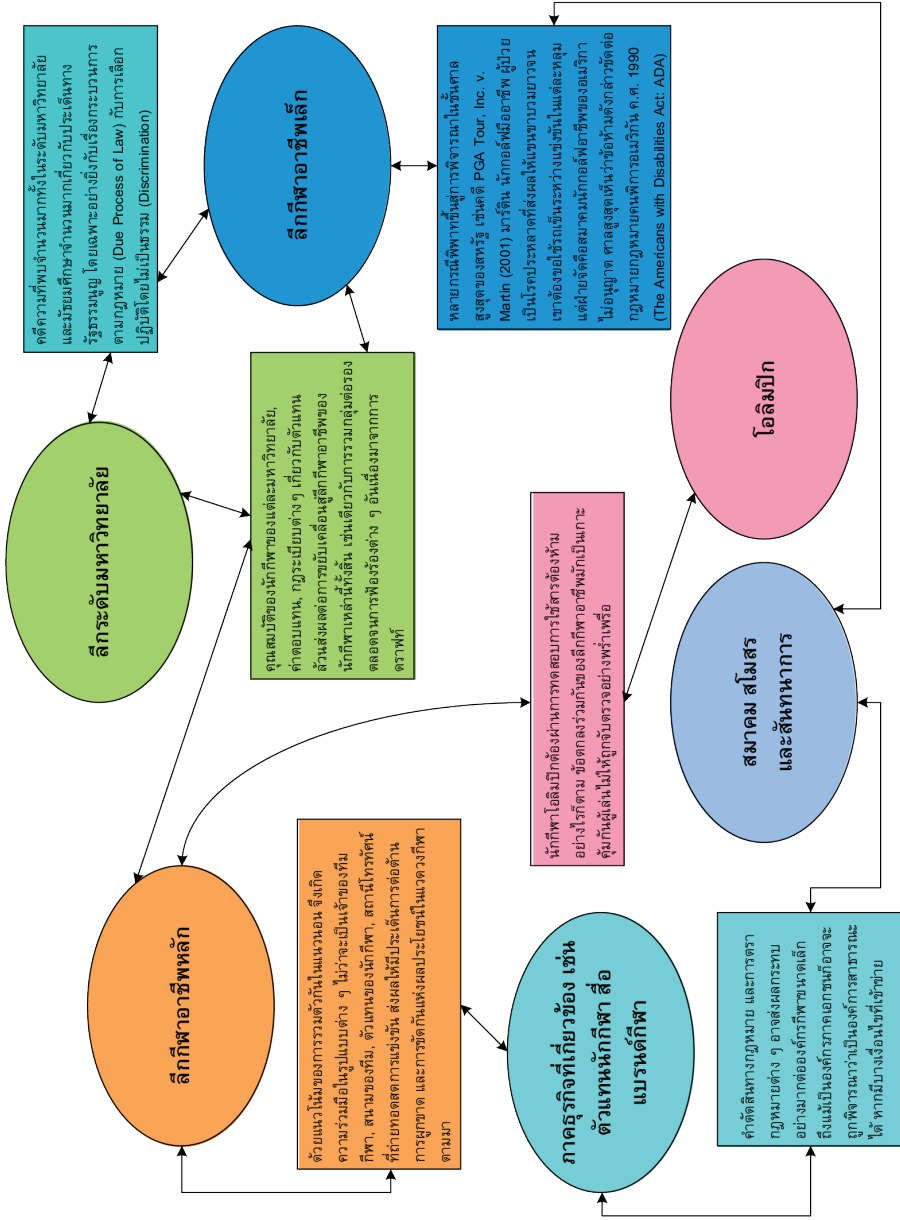 ลีกกีฬาอาชีพหลัก
ลีกระดับมหาวิทยาลัย
คดีความที่พบจำนวนมากทั้งในระดับมหาวิทยาลัย
และมัธยมศึกษาจำนวนมากเกี่ยวกับประเด็นทาง
รัฐธรรมนูญ โดยเฉพาะอย่างยิ่งกับเรื่องกระบวนการ
ตามกฎหมาย (Due Process of Law) กับการเลือก
ปฏิบัติโดยไม่เป็นธรรม (Discrimination)
ลีกกีฬาอาชีพเล็ก
คุณสมบัติของนักกีฬาของแต่ละมหาวิทยาลัย,
ค่าตอบแทน, กฎระเบียบต่าง ๆ เกี่ยวกับตัวแทน
ล้วนส่งผลต่อการขยับเคลื่อนสู่ลีกกีฬาอาชีพของ
นักกีฬาเหล่านี้ทั้งสิ้น เช่นเดียวกับการรวมกลุ่มต่อรอง
ตลอดจนการฟ้องร้องต่าง ๆ อันเนื่องมาจากการ
ดราฟท์
ด้วยแนวโน้มของการรวมตัวกันในแนวนอน จึงเกิด
ความร่วมมือในรูปแบบต่าง ๆ ไม่ว่าจะเป็นเจ้าของทีม
กีฬา, สนามของทีม, ตัวแทนของนักกีฬา, สถานีโทรทัศน์
ที่ถ่ายทอดสดการแข่งขัน ส่งผลให้มีประเด็นการต่อต้าน
การผูกขาด และการขัดกันแห่งผลประโยชน์ในแวดวงกีฬา
ตามมา
หลายกรณีพิพาทขึ้นสู่การพิจารณาในชั้นศาล
สูงสุดของสหรัฐ เช่นคดี PGA Tour, Inc. v.
Martin (2001) มาร์ติน นักกอล์ฟมืออาชีพ ผู้ป่วย
เป็นโรคประหลาดที่ส่งผลให้แขนขาบวมยาวจน
เขาต้องขอใช้รถเข็นระหว่างแข่งขันในแต่ละหลุม
แต่ฝ่ายจัดคือสมาคมนักกอล์ฟอาชีพของอเมริกา
ไม่อนุญาต ศาลสูงสุดเห็นว่าข้อห้ามดังกล่าวขัดต่อ
กฎหมายกฎหมายคนพิการอเมริกัน ค.ศ. 1990
(The Americans with Disabilities Act: ADA)
นักกีฬาโอลิมปิกต้องผ่านการทดสอบการใช้สารต้องห้าม
อย่างไรก็ตาม ข้อตกลงร่วมกันของลีกกีฬาอาชีพมักเป็นเกาะ
คุ้มกันผู้เล่นไม่ให้ถูกจับตรวจอย่างพร่ำเพรื่อ
ภาคธุรกิจที่เกี่ยวข้อง เช่น
ตัวแทนนักกีฬา สื่อ
แบรนด์กีฬา
สมาคม สโมสร
และสันทนาการ
โอลิมปิก
คำตัดสินทางกฎหมาย และการตรา
กฎหมายต่าง ๆ อาจส่งผลกระทบ
อย่างมากต่อองค์กรกีฬาขนาดเล็ก
ถึงแม้เป็นองค์กรภาคเอกชนก็อาจจะ
ถูกพิจารณาว่าเป็นองค์การสาธารณะ
ได้ หากมีบางเงื่อนไขที่เข้าข่าย